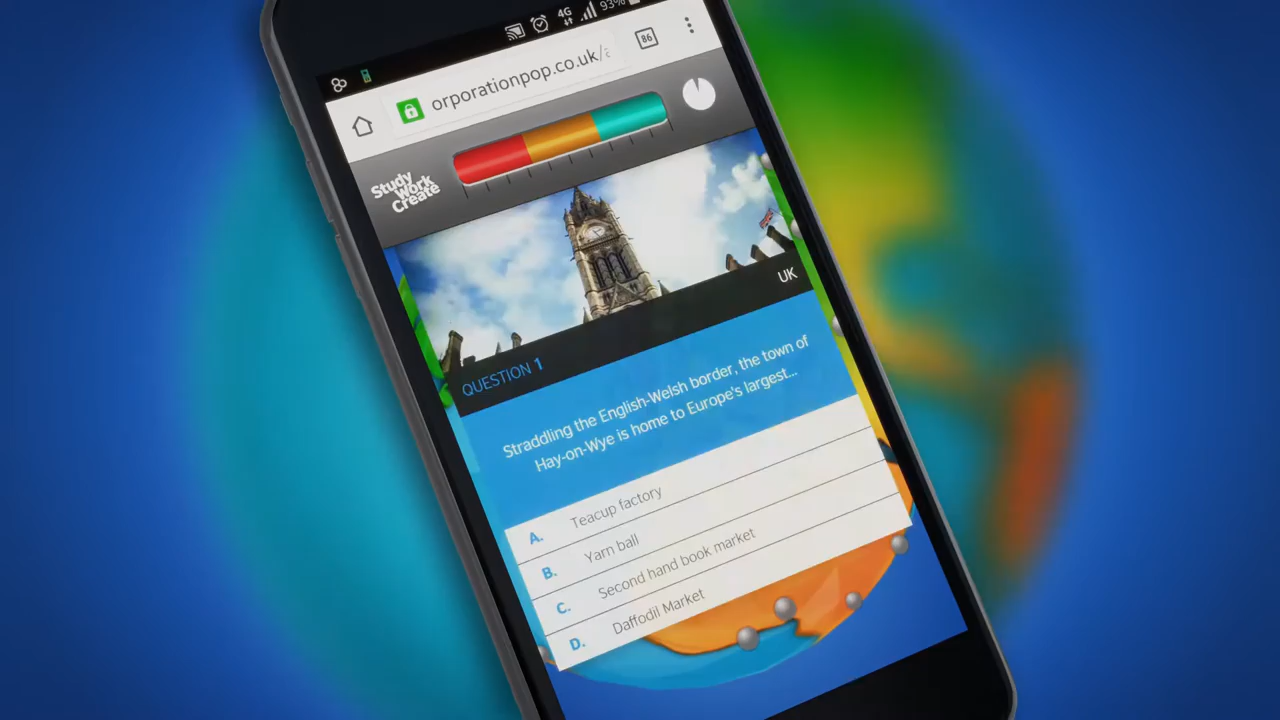 4G
93%
orporationpop.co.uk/
86
Study
Work
Create
UK
QUESTION 1
Straddling the English-Welsh border, the town of
Hay-on-Wye is home to Europe's largest...
A. Teacup factory
B. Yarn ball
C. Second hand book market
D. Daffodil Market